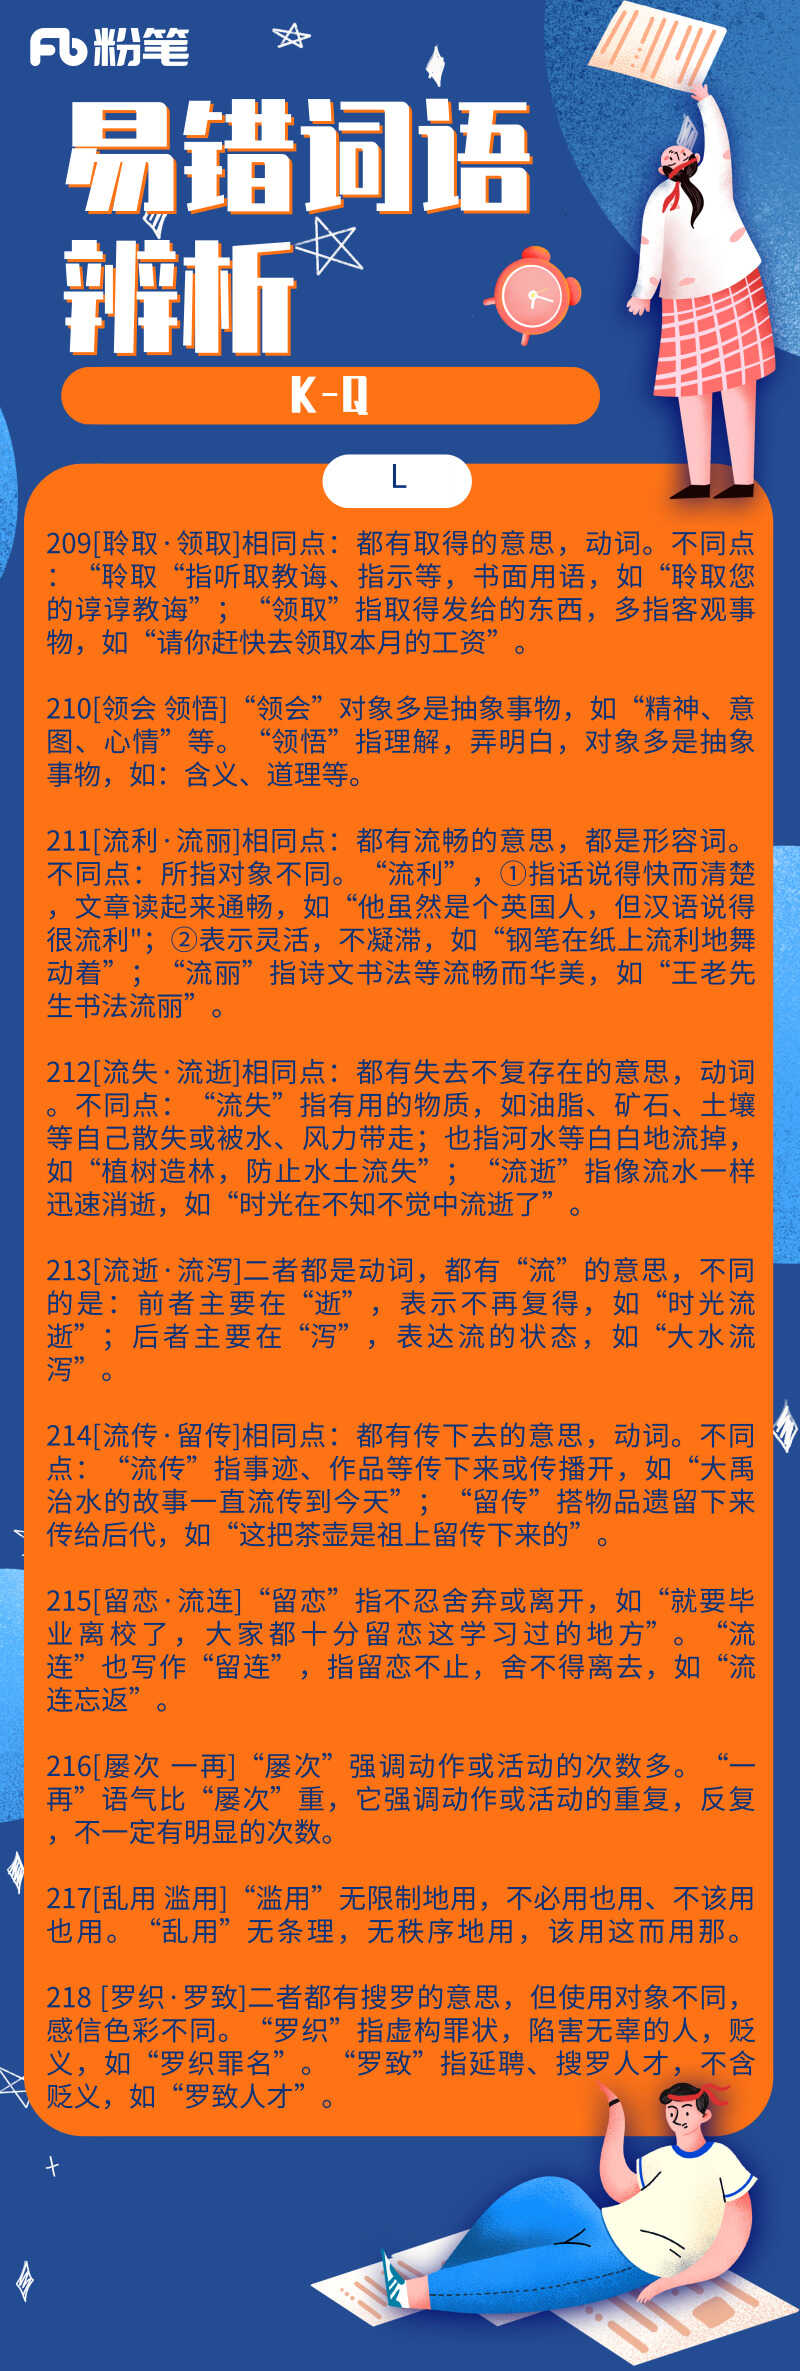 粉笔
易错词语
辨析
K-Q
L
209[聆取·领取]相同点：都有取得的意思，动词。不同点
：“聆取“指听取教诲、指示等，书面用语，如“聆取您
的谆谆教诲”；“领取”指取得发给的东西，多指客观事
物，如“请你赶快去领取本月的工资”。
210[领会 领悟]“领会”对象多是抽象事物，如“精神、意
图、心情”等。“领悟”指理解，弄明白，对象多是抽象
事物，如：含义、道理等。
211[流利·流丽]相同点：都有流畅的意思，都是形容词。
不同点：所指对象不同。“流利”，①指话说得快而清楚
，文章读起来通畅，如“他虽然是个英国人，但汉语说得
很流利"；②表示灵活，不凝滞，如“钢笔在纸上流利地舞
动着”；“流丽”指诗文书法等流畅而华美，如“王老先
生书法流丽”。
212[流失·流逝]相同点：都有失去不复存在的意思，动词
。不同点：“流失”指有用的物质，如油脂、矿石、土壤
等自己散失或被水、风力带走；也指河水等白白地流掉，
如“植树造林，防止水土流失”；“流逝”指像流水一样
迅速消逝，如“时光在不知不觉中流逝了”。
213[流逝·流泻]二者都是动词，都有“流”的意思，不同
的是：前者主要在“逝”，表示不再复得，如“时光流
逝”；后者主要在“泻”，表达流的状态，如“大水流
泻”。
214[流传·留传]相同点：都有传下去的意思，动词。不同
点：“流传”指事迹、作品等传下来或传播开，如“大禹
治水的故事一直流传到今天”；“留传”搭物品遗留下来
传给后代，如“这把茶壶是祖上留传下来的”。
215[留恋·流连]“留恋”指不忍舍弃或离开，如“就要毕
业离校了，大家都十分留恋这学习过的地方”。“流
连”也写作“留连”，指留恋不止，舍不得离去，如“流
连忘返”。
216[屡次 一再]“屡次”强调动作或活动的次数多。“一
再”语气比“屡次”重，它强调动作或活动的重复，反复
，不一定有明显的次数。
217[乱用 滥用]“滥用”无限制地用，不必用也用、不该用
也用。“乱用”无条理，无秩序地用，该用这而用那。
218 [罗织·罗致]二者都有搜罗的意思，但使用对象不同，
感信色彩不同。“罗织”指虚构罪状，陷害无辜的人，贬
义，如“罗织罪名”。“罗致”指延聘、搜罗人才，不含
贬义，如“罗致人才”。